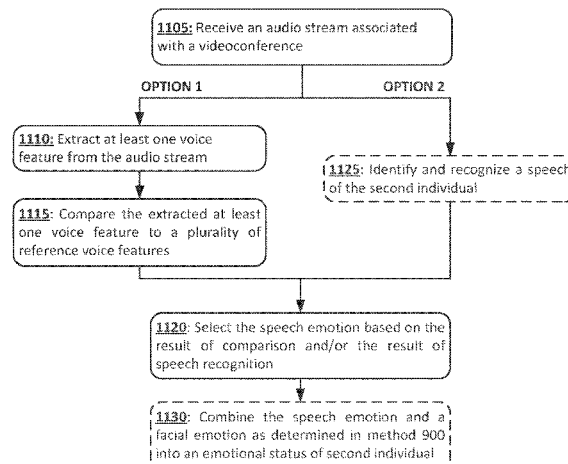 1105: Receive an audio stream associated
with a videoconference
OPTION 1
OPTION 2
1110: Extract at least one voice
feature from the audio stream
1125: Identify and recognize a speech
of the second individual
1115: Compare the extracted at least
one voice feature to a plurality of
reference voice features
1120: Select the speech emotion based on the
result of comparison and/or the result of
speech recognition
1130: Combine the speech emotion and a
facial emotion as determined in method 900
into an emotional status of second individual